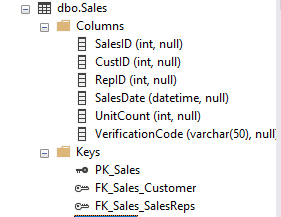 dbo.Sales
Columns
SalesID (int, null)
CustID (int, null)
RepID (int, null)
SalesDate (datetime, null)
UnitCount (int, null)
VerificationCode (varchar(50), null
Keys
PK_Sales
FK_Sales_Customer
FK_Sales_SalesReps